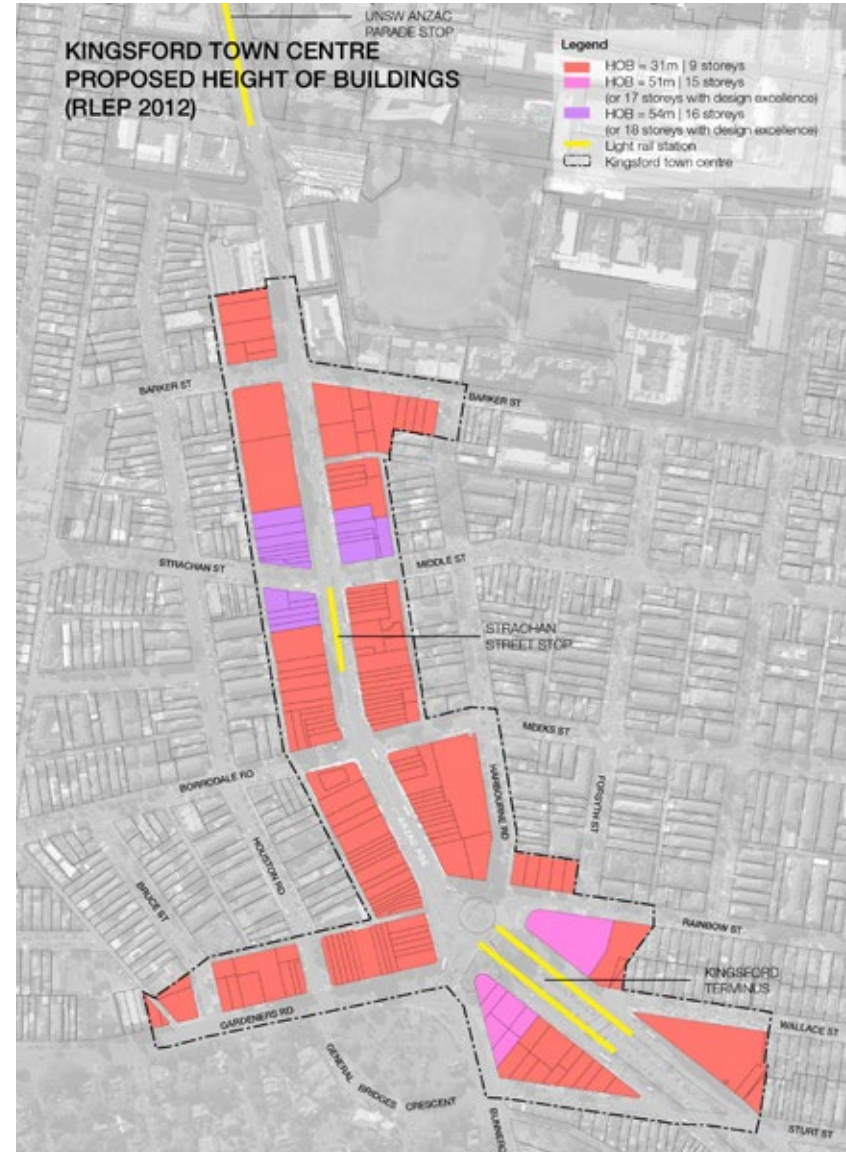 UNSW ANZAC
PARADE STOP
KINGSFORD TOWN CENTRE
PROPOSED HEIGHT OF BUILDINGS
(RLEP 2012)
Legend
HOB = 31m | 9 storeys
HOB = 51m | 15 storeys
(or 17 storeys with design excellence)
HOB = 54m | 16 storeys
(or 18 storeys with design excellence)
Light rail station
Kingsford town centre
BARKER ST
BARKER ST
STRACHAN ST
MIDDLE ST
STRACHAN
STREET STOP
MEEKS ST
BORRODALE RD
HARBOURNE RD
FORSYTH ST
HOUSTON RD
ANZAC PDE
BRUCE ST
RAINBOW ST
KINGSFORD
TERMINUS
GARDENERS RD
WALLACE ST
GENERAL BRIDGES CRESCENT
STURT ST